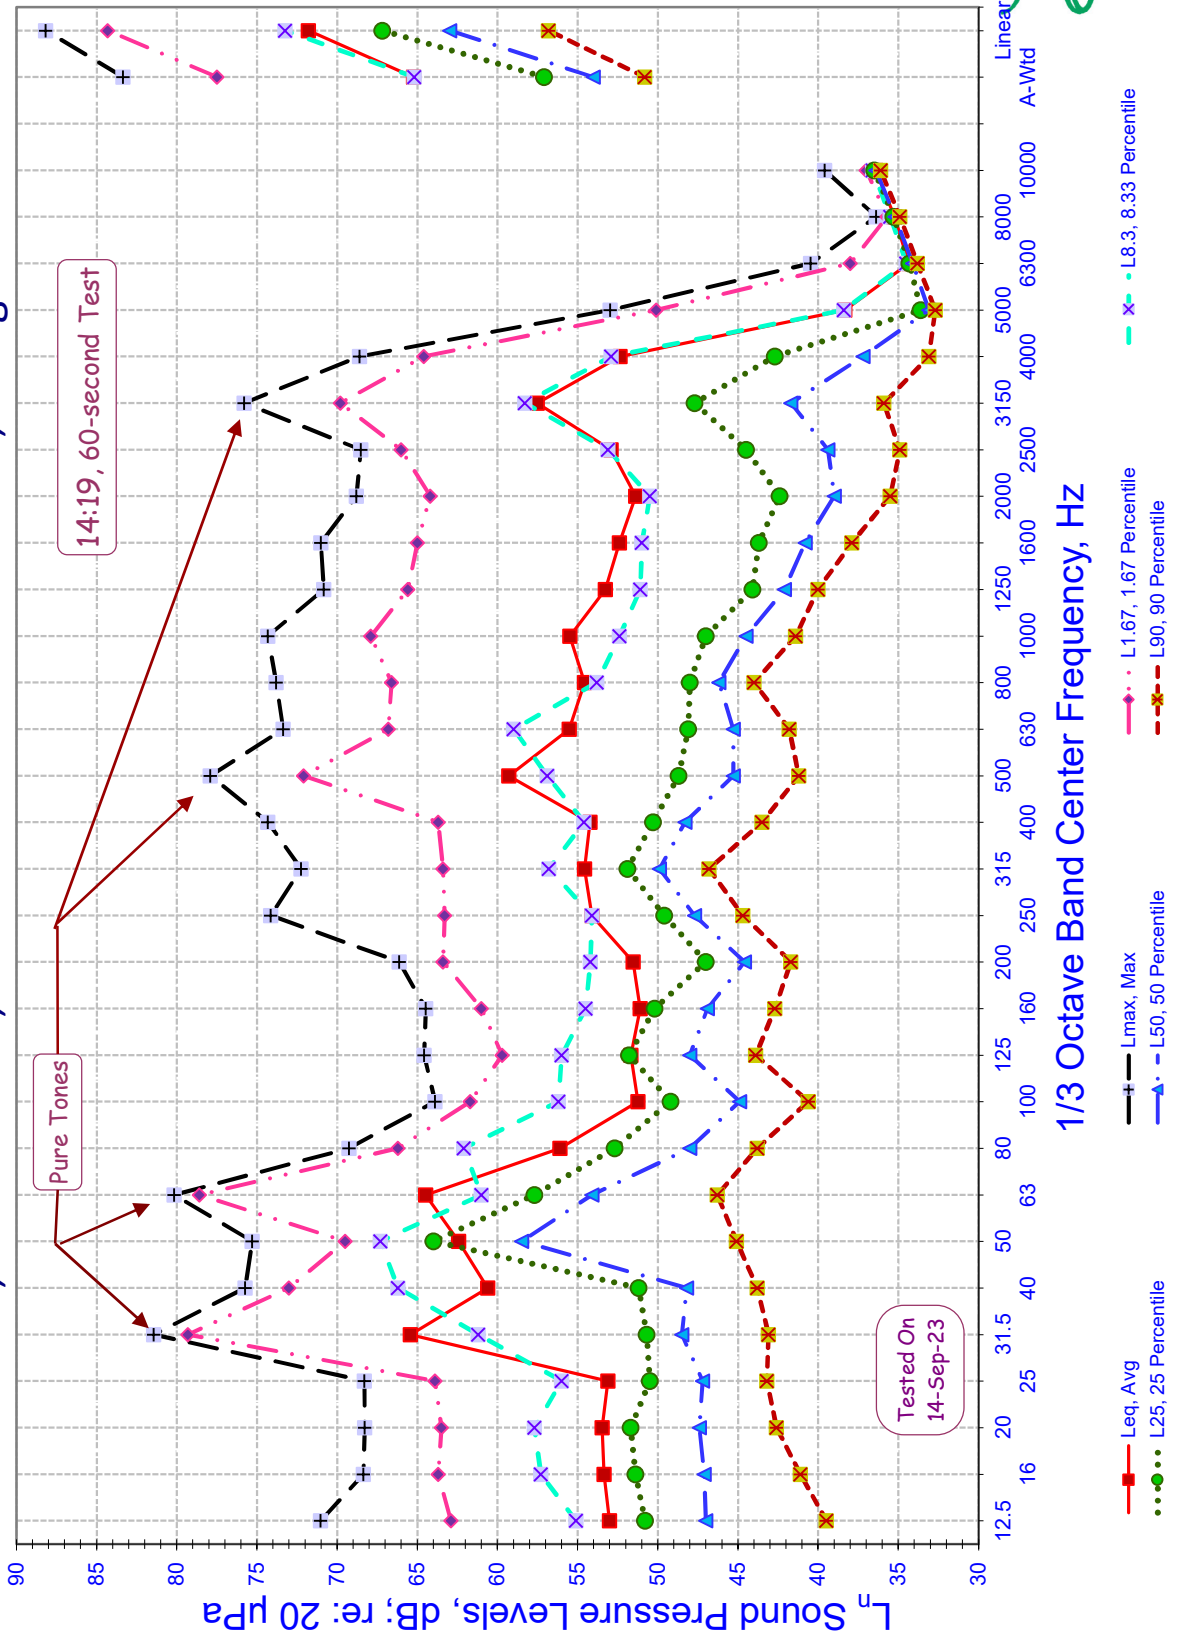 14:19, 60-second Test
Pure Tones
Tested On
14-Sep-23
Lₙ Sound Pressure Levels, dB; re: 20 µPa
90
85
80
75
70
65
60
55
50
45
40
35
30
12.5 16 20 25 31.5 40 50 63 80 100 125 160 200 250 315 400 500 630 800 1000 1250 1600 2000 2500 3150 4000 5000 6300 8000 10000 A-Wtd Linear
1/3 Octave Band Center Frequency, Hz
Leq, Avg Lmax, Max L1.67, 1.67 Percentile L8.3, 8.33 Percentile
L25, 25 Percentile L50, 50 Percentile L90, 90 Percentile